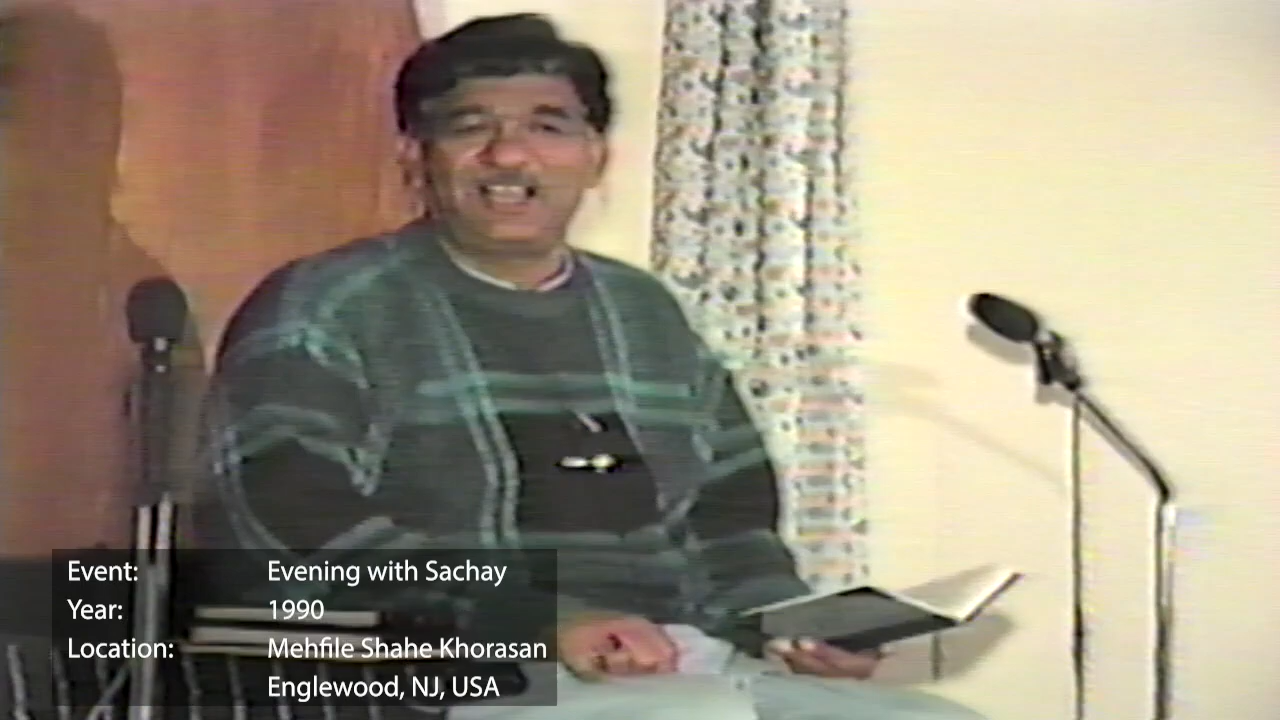 Event: Evening with Sachay
Year: 1990
Location: Mehfile Shahe Khorasan
Englewood, NJ, USA